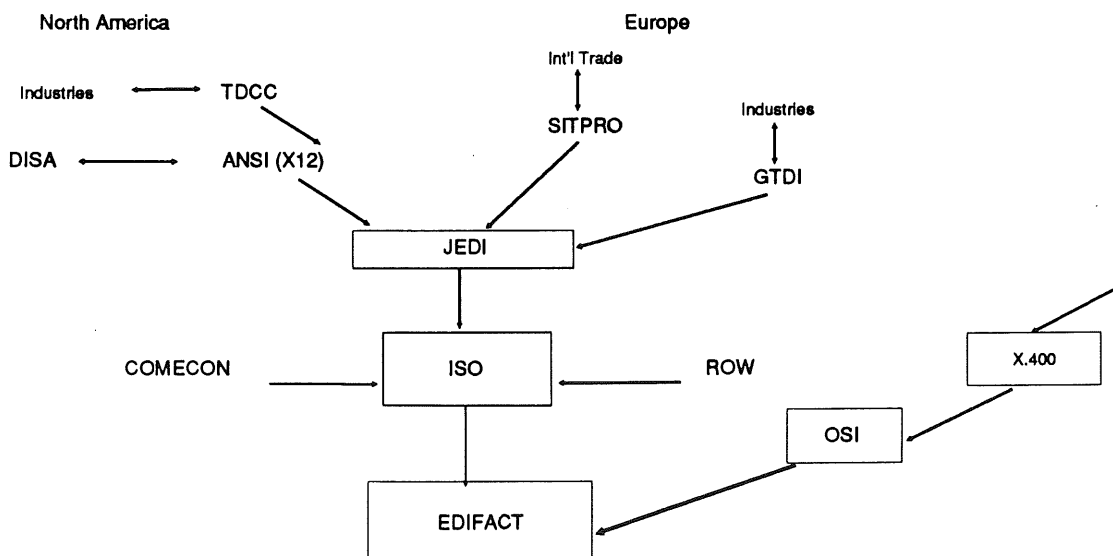 North America
Europe
Int'l Trade
Industries
TDCC
Industries
SITPRO
DISA
ANSI (X12)
GTDI
JEDI
COMECON
ISO
ROW
X.400
OSI
EDIFACT